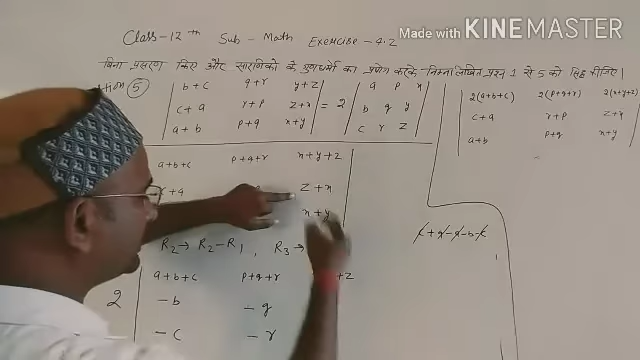 Made with KINEMASTER
Class-12th Sub-Math Exercise-4.2
बिना प्रसरण किए और सारणिकों के गुणधर्मों का प्रयोग करके निम्नलिखित प्रश्न 1 से 5 को सिद्ध कीजिए।
⑤
| b+c q+r y+z | = 2 | a p x |
| c+a r+p z+x | | b q y |
| a+b p+q x+y | | c r z |
| 2(a+b+c) 2(p+q+r) 2(x+y+z) |
| c+a r+p z+x |
| a+b p+q x+y |
a+b+c p+q+r x+y+z |
+a z+x |
x+y |
c+a-a-b-c
R2→ R2-R1, R3→
a+b+c p+q+r +z
2 -b -q
-c -r